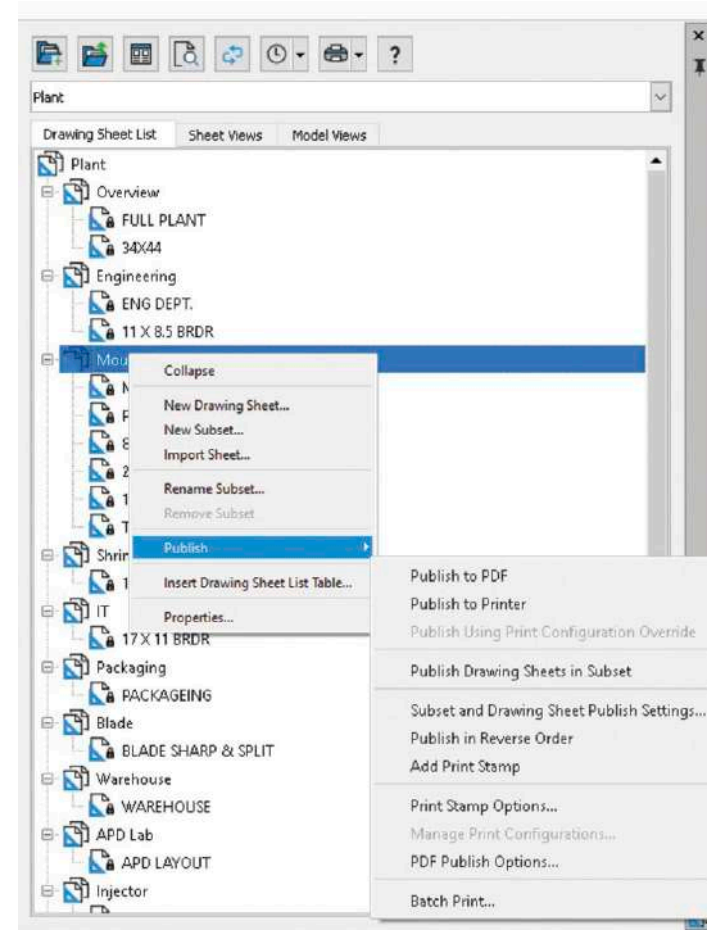 ?
Plant
Drawing Sheet List Sheet Views Model Views
Plant
Overview
FULL PLANT
34X44
Engineering
ENG DEPT.
11 X 8.5 BRDR
Mou
Collapse
New Drawing Sheet...
New Subset...
Import Sheet...
Rename Subset...
Remove Subset
Publish
Insert Drawing Sheet List Table...
Properties...
N
P
8
2
1
T
Shrin
1
IT
17 X 11 BRDR
Packaging
PACKAGEING
Blade
BLADE SHARP & SPLIT
Warehouse
WAREHOUSE
APD Lab
APD LAYOUT
Injector
Publish to PDF
Publish to Printer
Publish Using Print Configuration Override
Publish Drawing Sheets in Subset
Subset and Drawing Sheet Publish Settings...
Publish in Reverse Order
Add Print Stamp
Print Stamp Options...
Manage Print Configurations...
PDF Publish Options...
Batch Print...